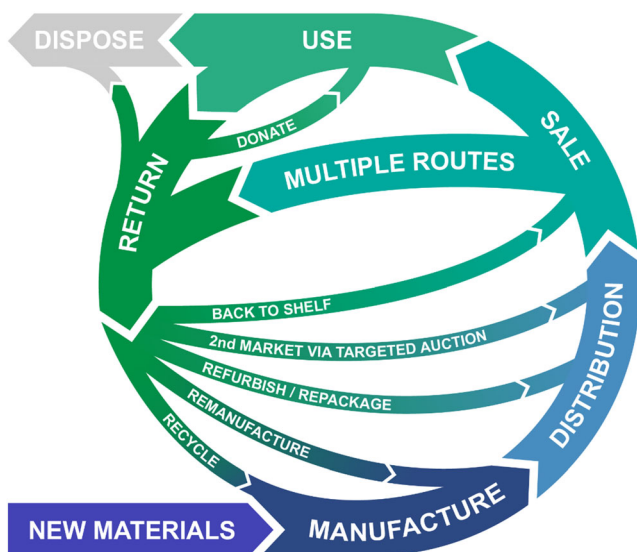 DISPOSE
USE
DONATE
SALE
MULTIPLE ROUTES
RETURN
BACK TO SHELF
2nd MARKET VIA TARGETED AUCTION
REFURBISH / REPACKAGE
REMANUFACTURE
RECYCLE
DISTRIBUTION
MANUFACTURE
NEW MATERIALS